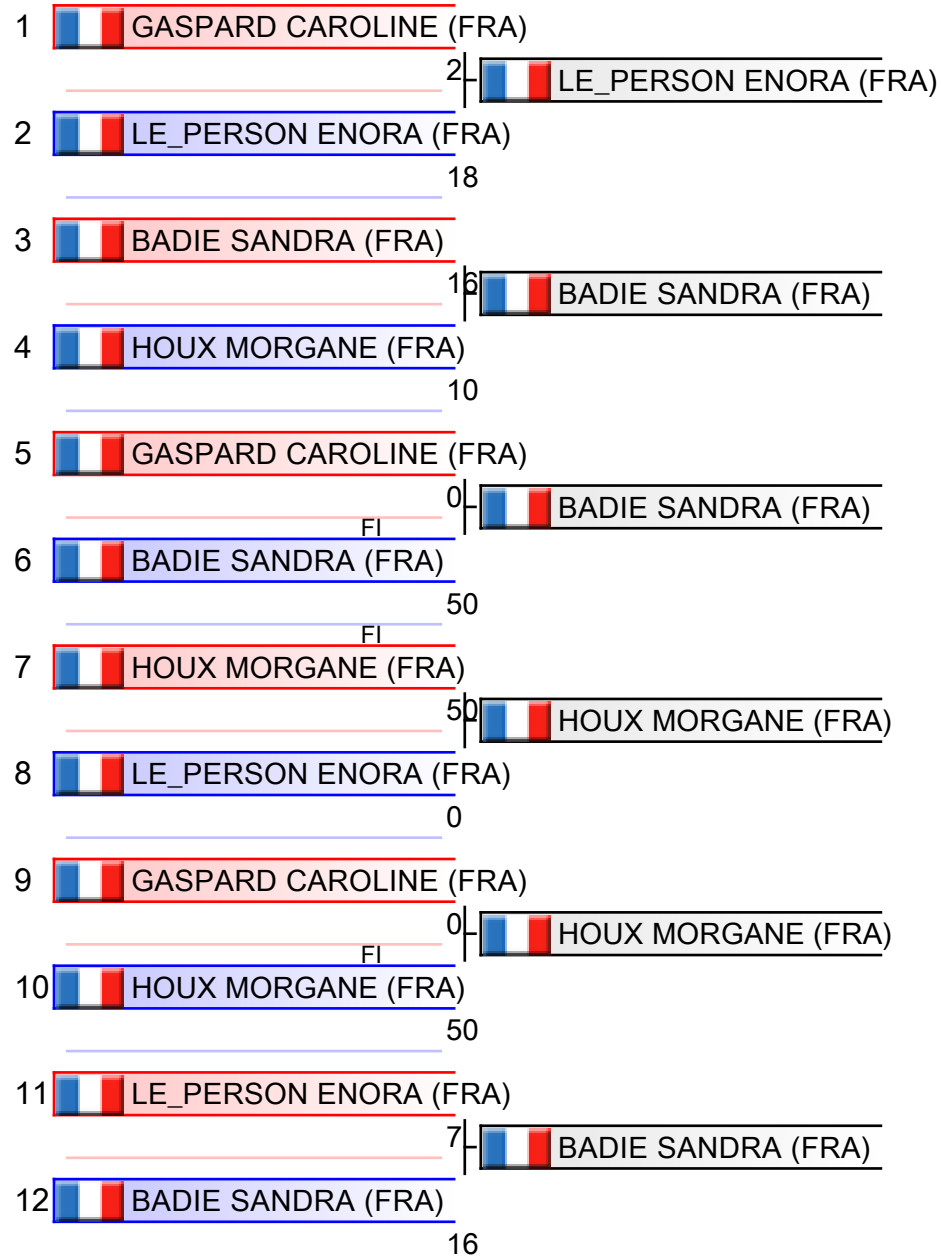 1 GASPARD CAROLINE (FRA)
2 LE_PERSON ENORA (FRA)
2 LE_PERSON ENORA (FRA)
18
3 BADIE SANDRA (FRA)
16 BADIE SANDRA (FRA)
4 HOUX MORGANE (FRA)
10
5 GASPARD CAROLINE (FRA)
0 BADIE SANDRA (FRA)
FI
6 BADIE SANDRA (FRA)
50
FI
7 HOUX MORGANE (FRA)
50 HOUX MORGANE (FRA)
8 LE_PERSON ENORA (FRA)
0
9 GASPARD CAROLINE (FRA)
0 HOUX MORGANE (FRA)
FI
10 HOUX MORGANE (FRA)
50
11 LE_PERSON ENORA (FRA)
7 BADIE SANDRA (FRA)
12 BADIE SANDRA (FRA)
16